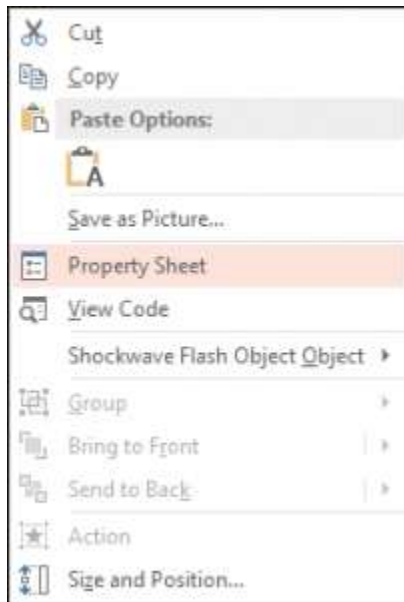 Cut
Copy
Paste Options:
A
Save as Picture...
Property Sheet
View Code
Shockwave Flash Object Object
Group
Bring to Front
Send to Back
Action
Size and Position...